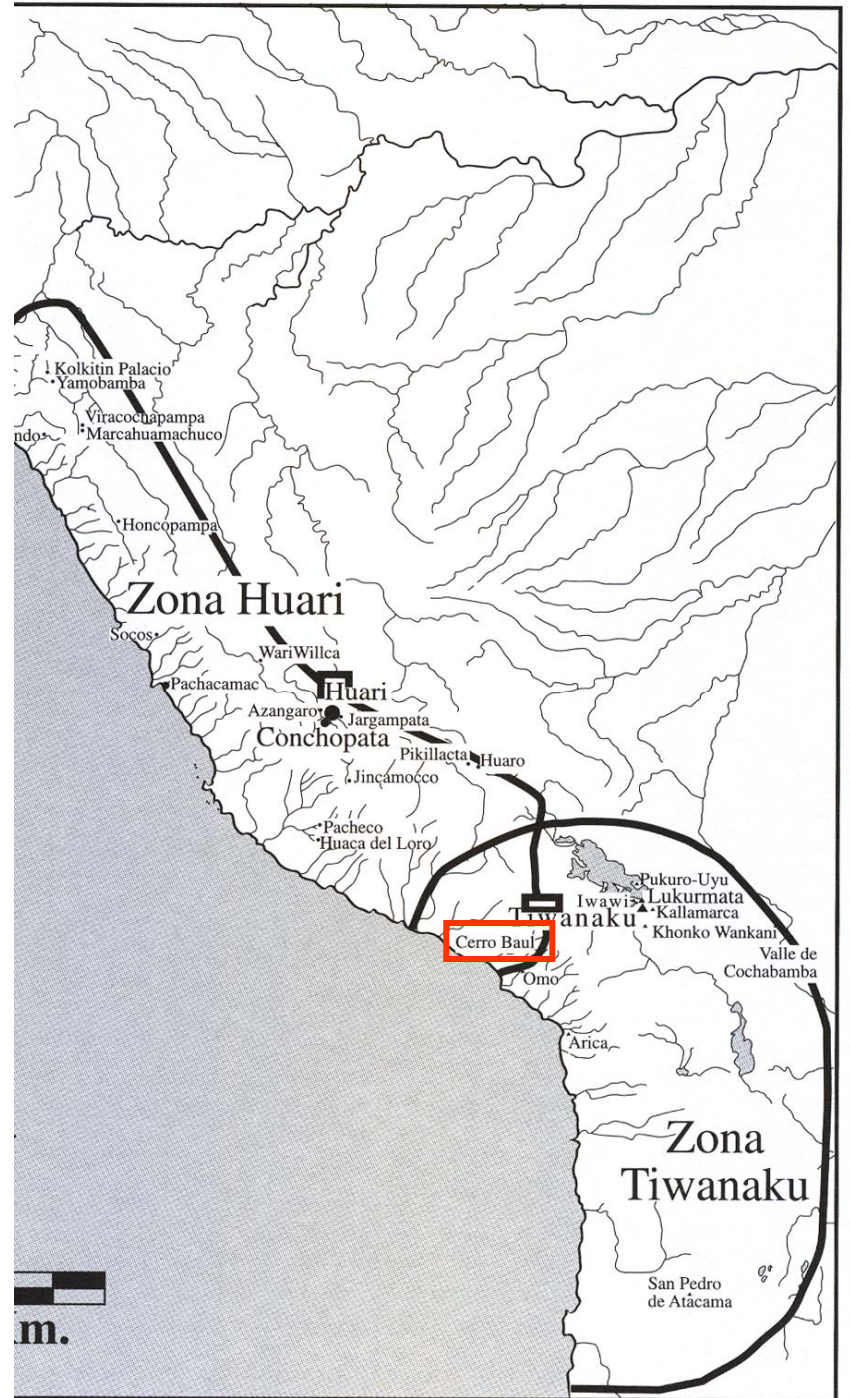 Kolkitin Palacio
Yamobamba
Viracochapampa
ndo
Marcahuamachuco
Honcopampa
Zona Huari
Socos
WariWillca
Pachacamac
Huari
Azangaro
Jargampata
Conchopata
Pikillacta
Huaro
Jincamocco
Pacheco
Huaca del Loro
Pukuro-Uyu
Iwawi
Lukurmata
Tiwanaku
Kallamarca
Cerro Baul
Khonko Wankani
Valle de
Cochabamba
Omo
Arica
Zona
Tiwanaku
San Pedro
de Atacama
m.